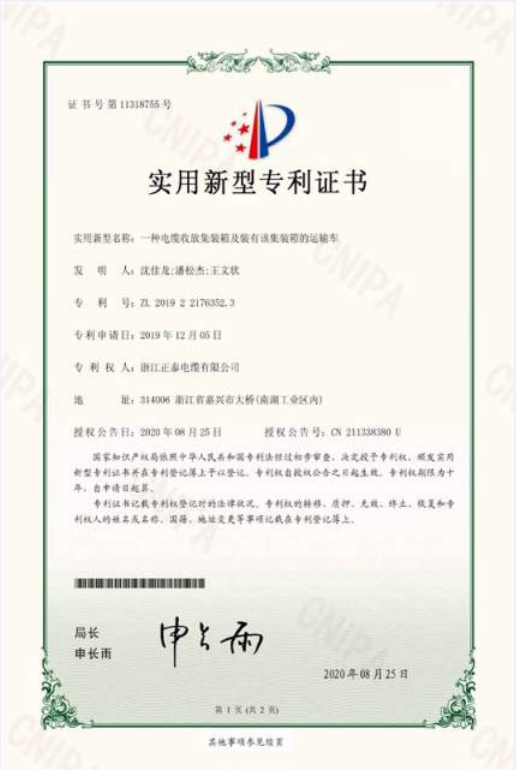 证书号第11318755号
实用新型专利证书
实用新型名称：一种电缆收放集装箱及装有该集装箱的运输车
发 明 人：沈佳龙;潘松杰;王文状
专 利 号：ZL 2019 2 2176352.3
专利申请日：2019年12月05日
专 利 权 人：浙江正泰电缆有限公司
地 址：314006 浙江省嘉兴市大桥(南湖工业区内)
授权公告日：2020年08月25日 授权公告号：CN 211338380 U
国家知识产权局依照中华人民共和国专利法经过初步审查，决定授予专利权，颁发实用
新型专利证书并在专利登记簿上予以登记。专利权自授权公告之日起生效。专利权期限为十
年，自申请日起算。
专利证书记载专利权登记时的法律状况。专利权的转移、质押、无效、终止、恢复和专
利权人的姓名或名称、国籍、地址变更等事项记载在专利登记簿上。
局长
申长雨
申长雨
2020年08月25日
第 1 页 (共 2 页)
其他事项参见续页
CNIPA
CNIPA
CNIPA
CNIPA
CNIPA